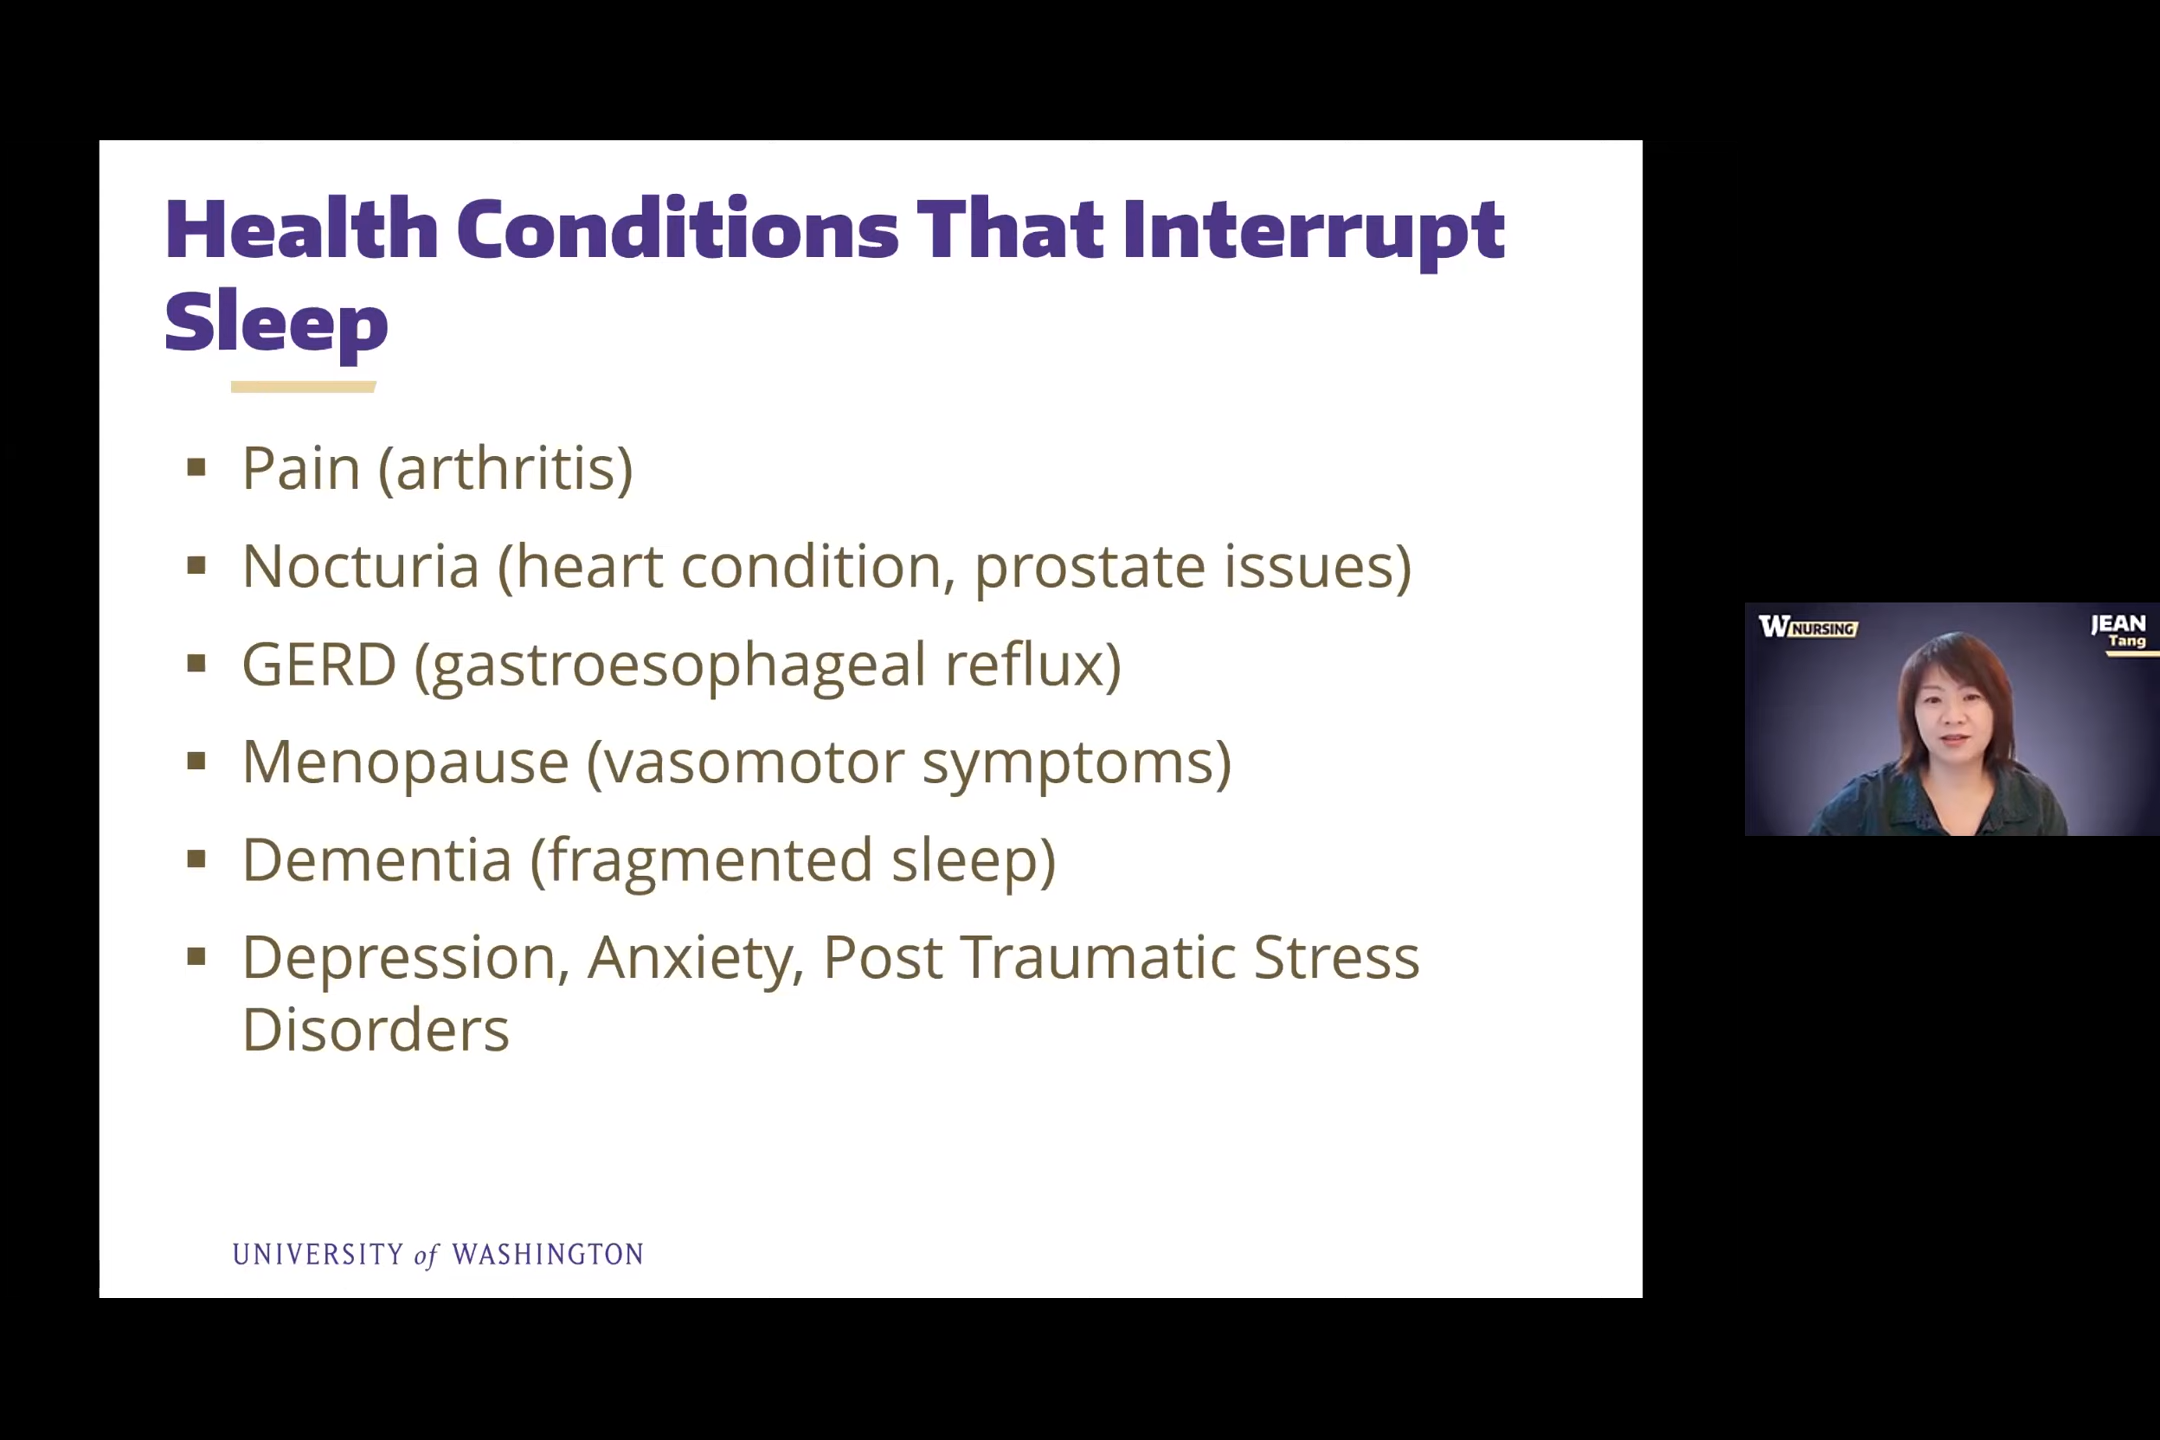 Health Conditions That Interrupt
Sleep
▪ Pain (arthritis)
▪ Nocturia (heart condition, prostate issues)
▪ GERD (gastroesophageal reflux)
▪ Menopause (vasomotor symptoms)
▪ Dementia (fragmented sleep)
▪ Depression, Anxiety, Post Traumatic Stress
Disorders
UNIVERSITY of WASHINGTON
W NURSING
JEAN
Tang